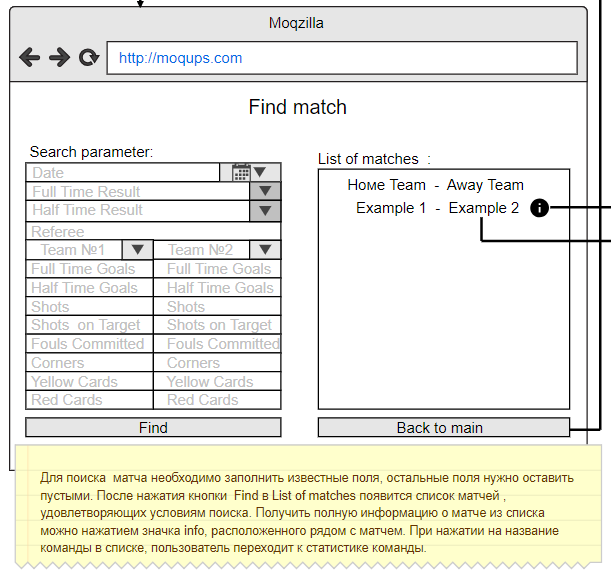 Moqzilla
http://moqups.com
Find match
Search parameter:
Date
Full Time Result
Half Time Result
Referee
Team №1 Team №2
Full Time Goals Full Time Goals
Half Time Goals Half Time Goals
Shots Shots
Shots on Target Shots on Target
Fouls Committed Fouls Committed
Corners Corners
Yellow Cards Yellow Cards
Red Cards Red Cards
Find
List of matches :
Номе Team - Away Team
Example 1 - Example 2
Back to main
Для поиска матча необходимо заполнить известные поля, остальные поля нужно оставить
пустыми. После нажатия кнопки Find в List of matches появится список матчей ,
удовлетворяющих условиям поиска. Получить полную информацию о матче из списка
можно нажатием значка info, расположенного рядом с матчем. При нажатии на название
команды в списке, пользователь переходит к статистике команды.